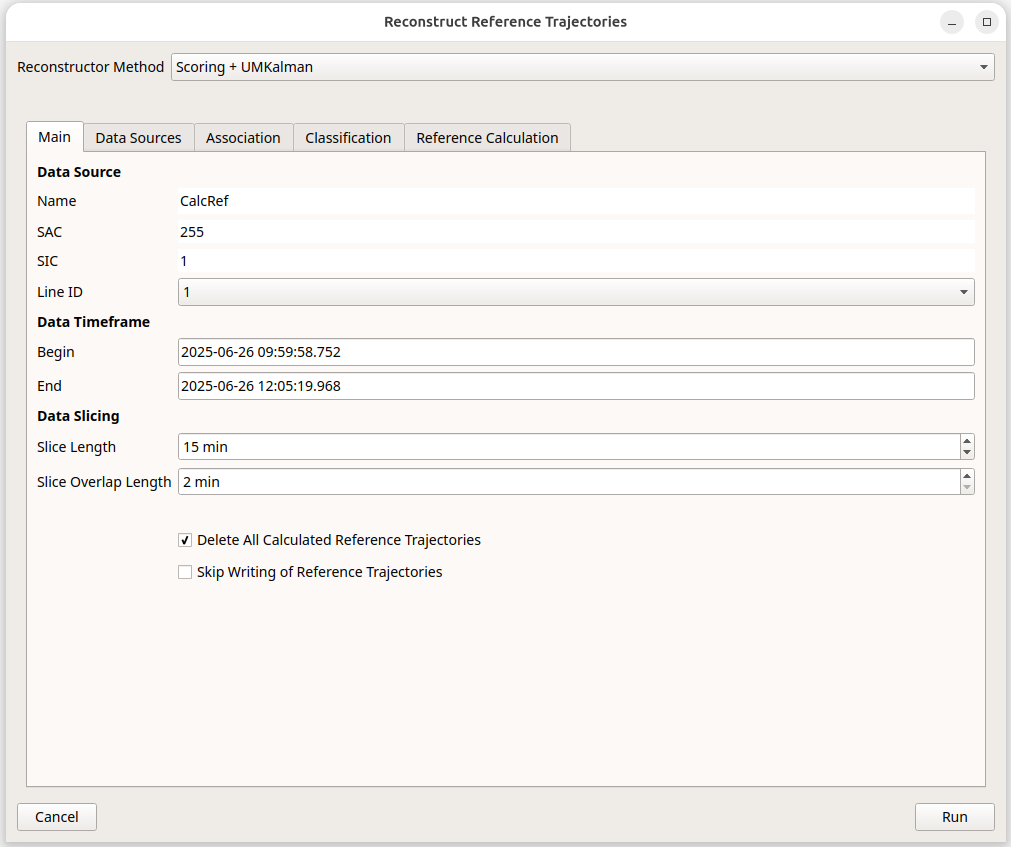 Reconstruct Reference Trajectories
Reconstructor Method Scoring + UMKalman
Main Data Sources Association Classification Reference Calculation
Data Source
Name CalcRef
SAC 255
SIC 1
Line ID 1
Data Timeframe
Begin 2025-06-26 09:59:58.752
End 2025-06-26 12:05:19.968
Data Slicing
Slice Length 15 min
Slice Overlap Length 2 min
Delete All Calculated Reference Trajectories
Skip Writing of Reference Trajectories
Cancel Run